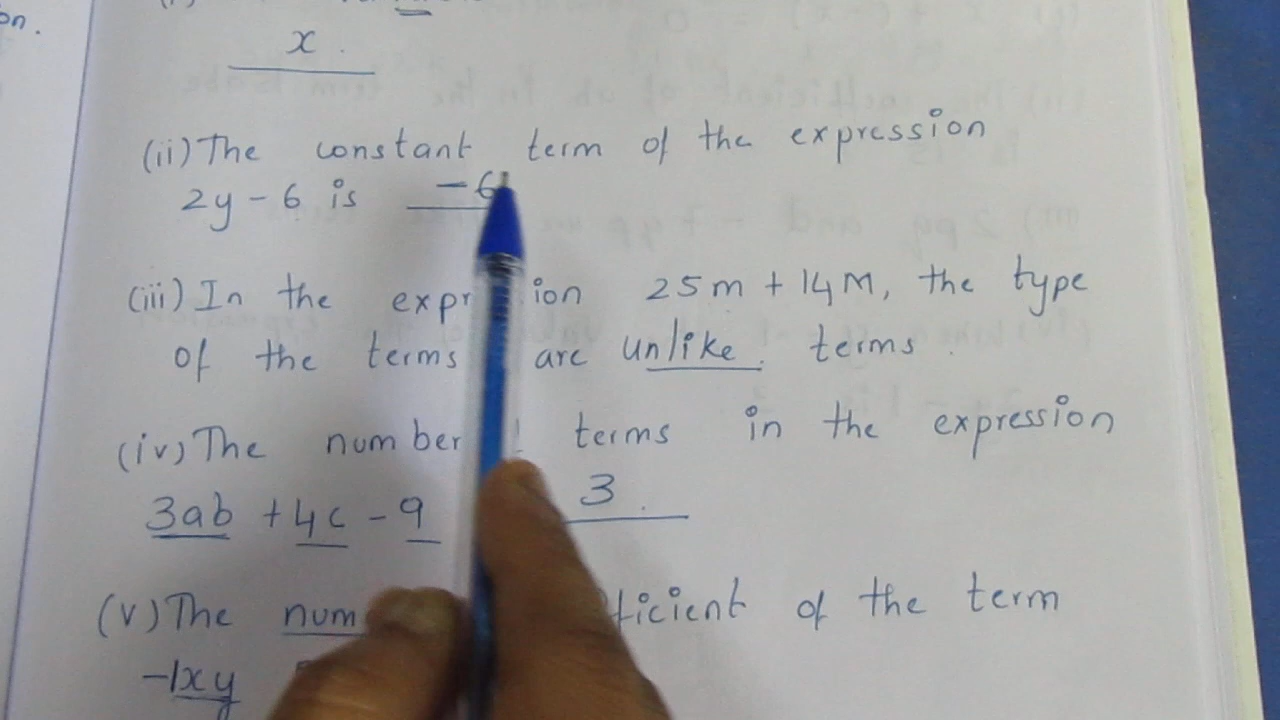 on.
x.
(ii) The constant term of the expression
2y - 6 is -6
(iii) In the expr ion 25m + 14M, the type
of the terms are unlike. terms.
(iv) The number terms in the expression
3ab + 4c - 9 3.
(v) The num ficient of the term
-1xy